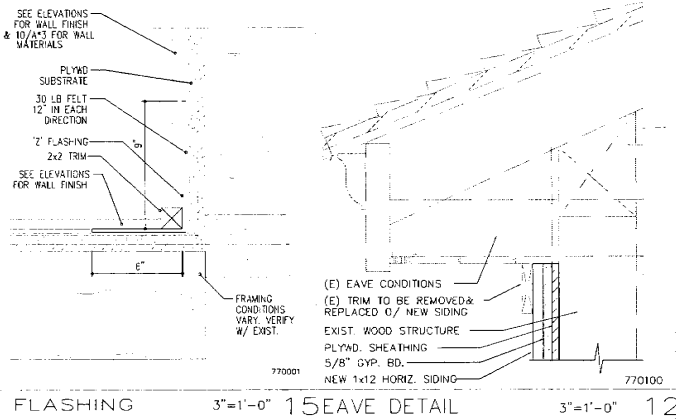 SEE ELEVATIONS
FOR WALL FINISH
& 10/A*3 FOR WALL
MATERIALS
PLYWD
SUBSTRATE
30 LB FELT
12" IN EACH
DIRECTION
'Z' FLASHING
2x2 TRIM
SEE ELEVATIONS
FOR WALL FINISH
9"
6"
FRAMING
CONDITIONS
VARY. VERIFY
W/ EXIST.
770001
FLASHING
3"=1'-0"
(E) EAVE CONDITIONS
(E) TRIM TO BE REMOVED&
REPLACED O/ NEW SIDING
EXIST. WOOD STRUCTURE
PLYWD. SHEATHING
5/8" GYP. BD.
NEW 1x12 HORIZ. SIDING
770100
15 EAVE DETAIL
3"=1'-0"
12